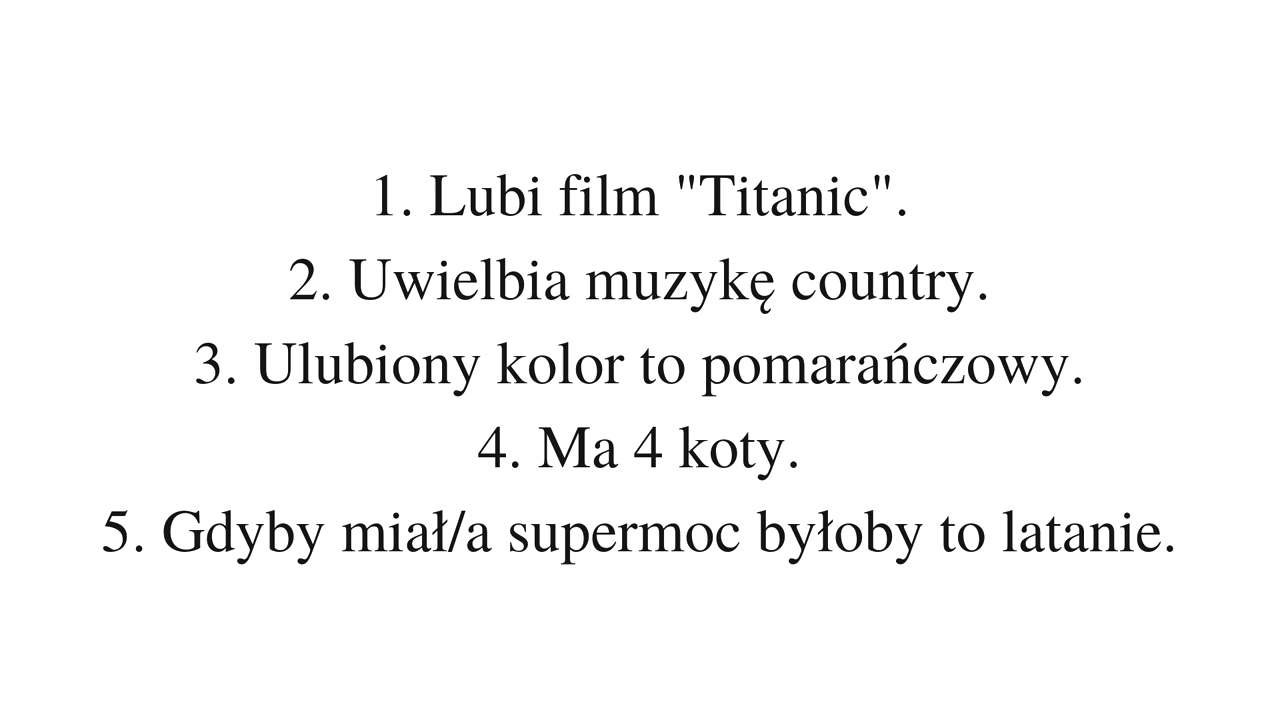 1. Lubi film "Titanic".
2. Uwielbia muzykę country.
3. Ulubiony kolor to pomarańczowy.
4. Ma 4 koty.
5. Gdyby miał/a supermoc byłoby to latanie.